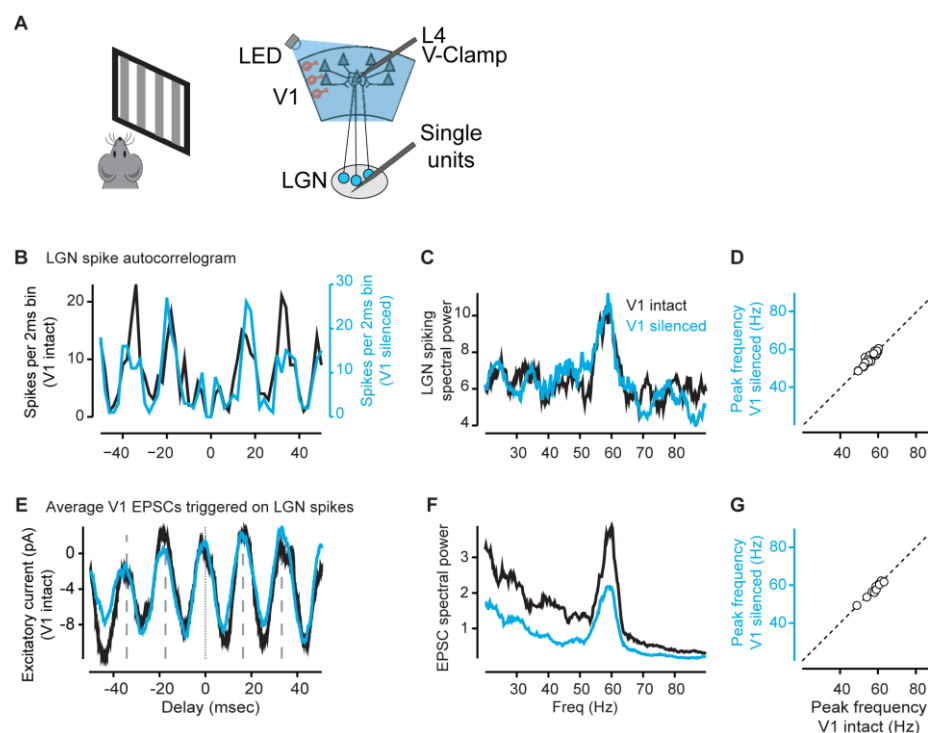 A
LED
V1
L4
V-Clamp
Single
units
LGN
B LGN spike autocorrelogram
Spikes per 2ms bin
(V1 intact)
20
10
0
30
20
10
0
Spikes per 2ms bin
(V1 silenced)
−40 −20 0 20 40
C
LGN spiking
spectral power
10
8
6
4
V1 intact
V1 silenced
30 40 50 60 70 80
D
Peak frequency
V1 silenced (Hz)
80
60
40
40 60 80
E Average V1 EPSCs triggered on LGN spikes
Excitatory current (pA)
(V1 intact)
0
-4
-8
-40 -20 0 20 40
Delay (msec)
F
EPSC spectral power
3
2
1
30 40 50 60 70 80
Freq (Hz)
G
Peak frequency
V1 silenced (Hz)
80
60
40
40 60 80
Peak frequency
V1 intact (Hz)